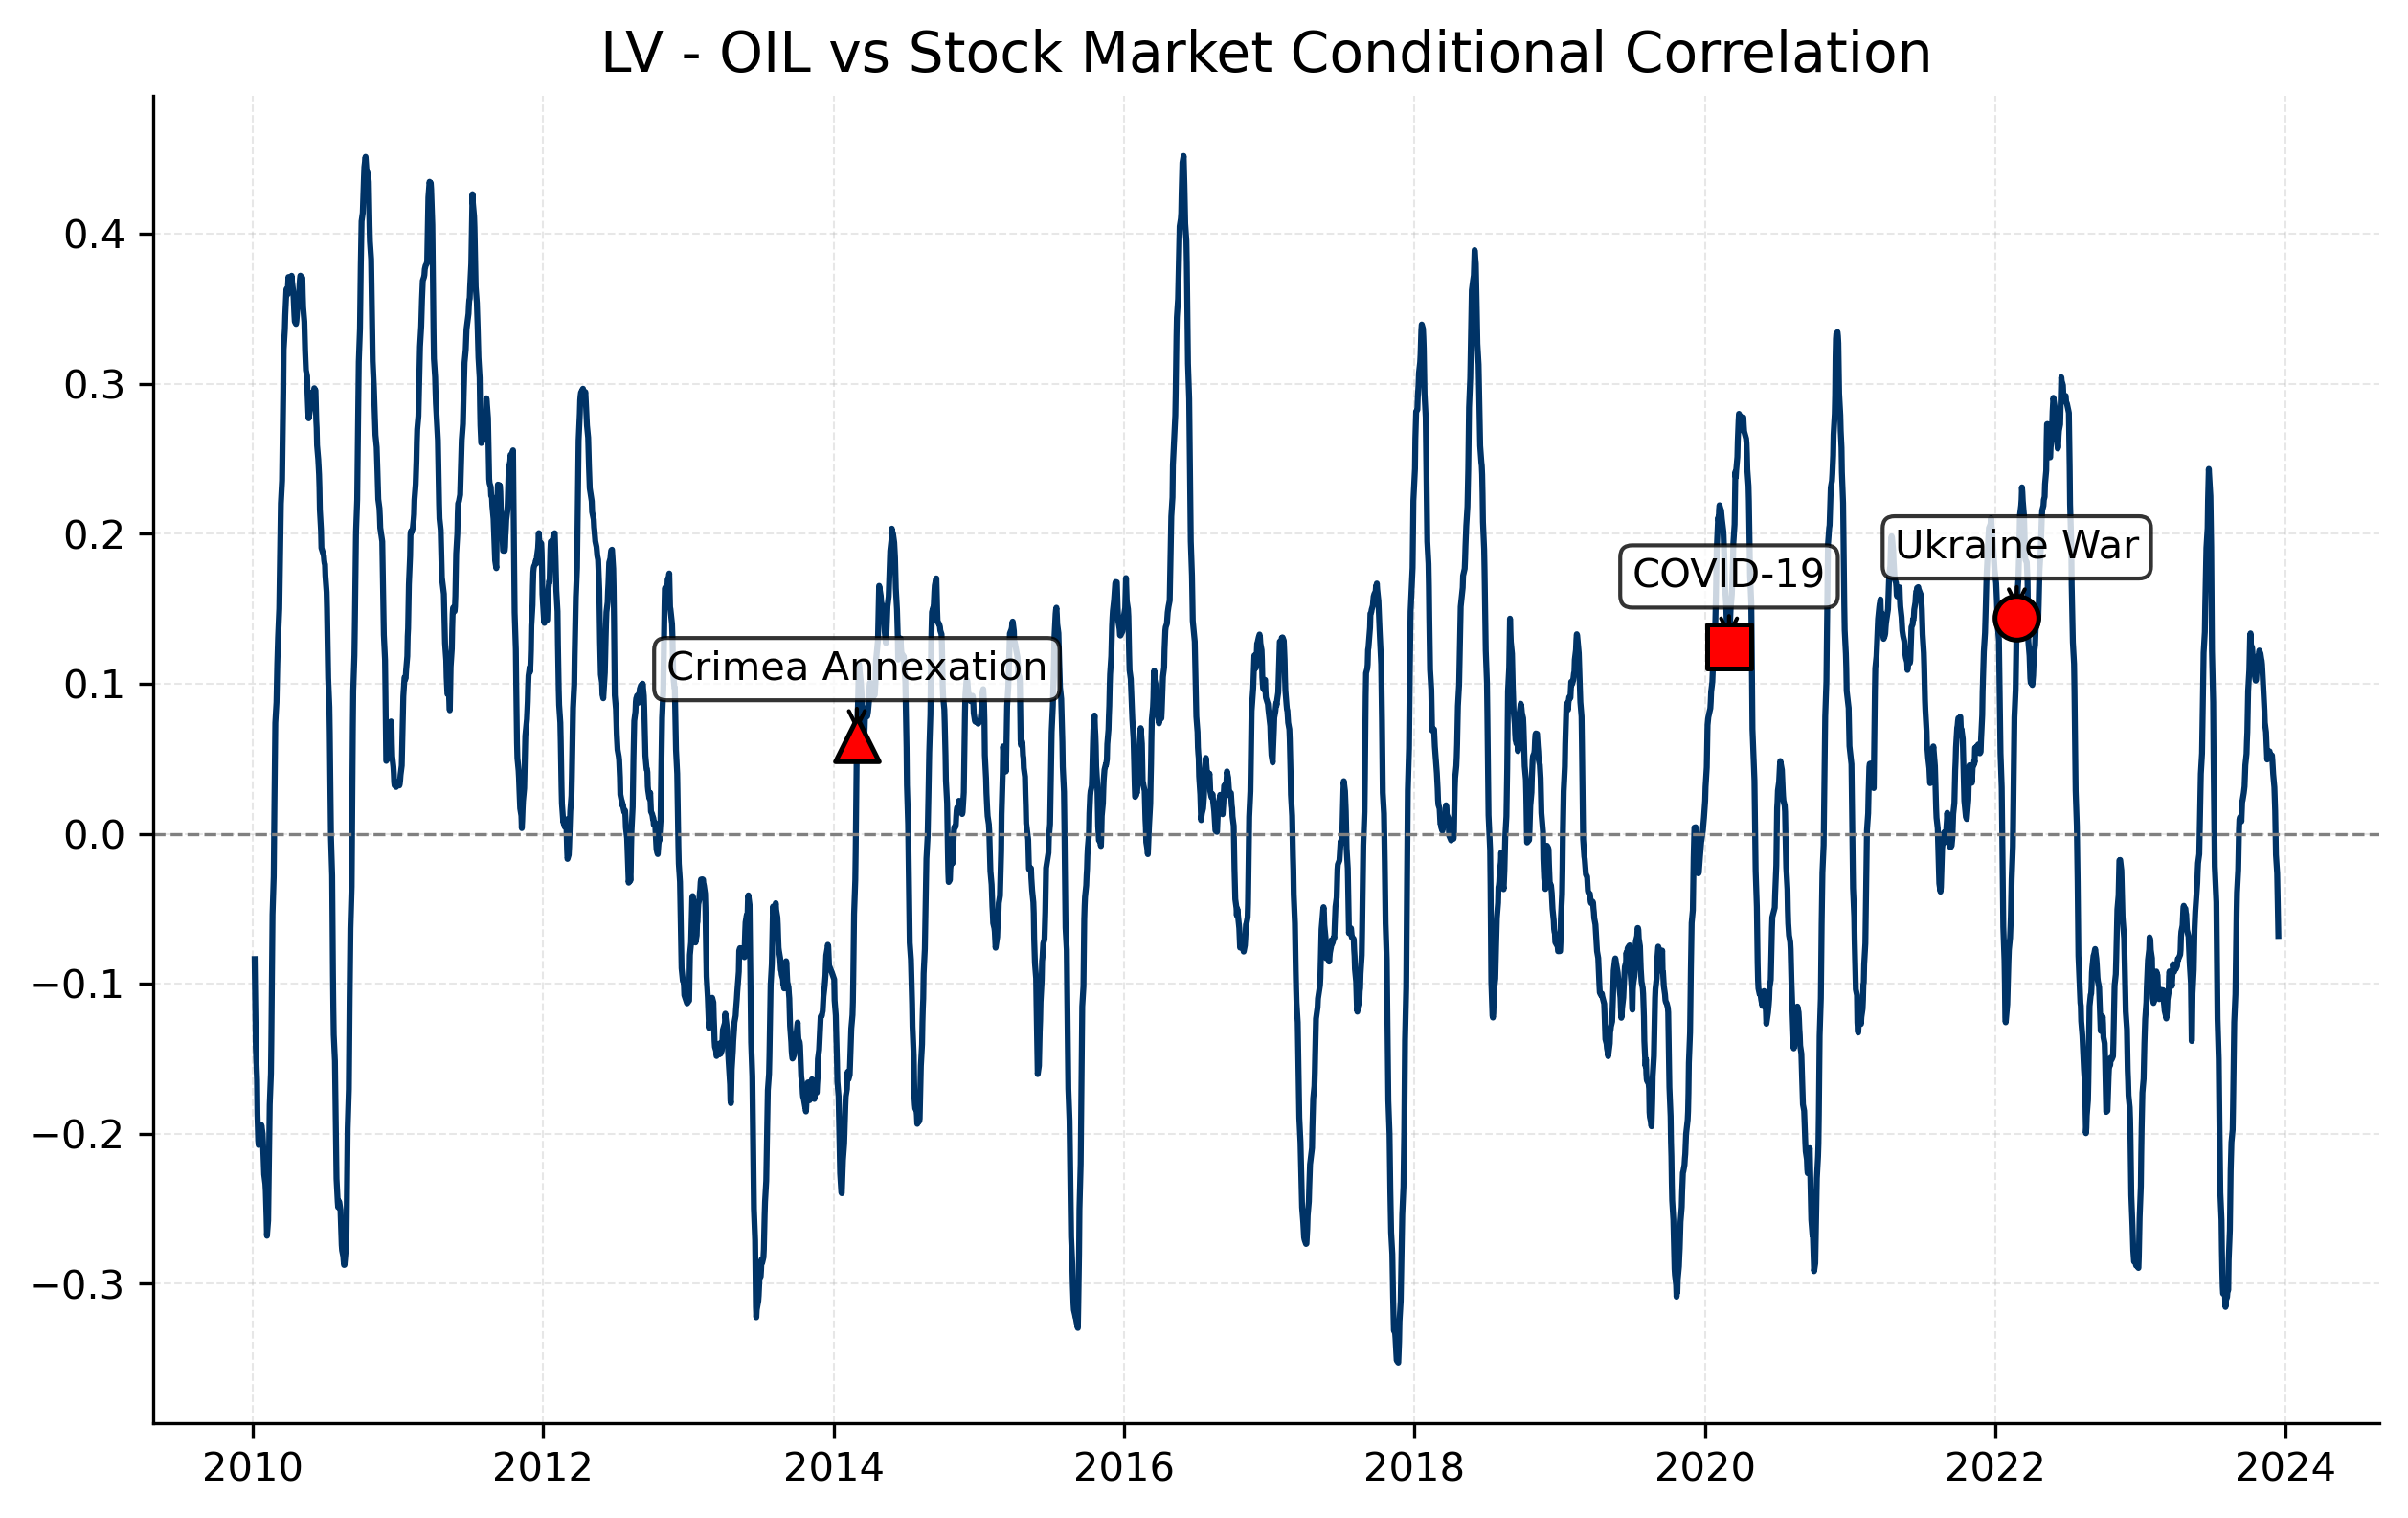 LV - OIL vs Stock Market Conditional Correlation
0.4
0.3
0.2
0.1
0.0
−0.1
−0.2
−0.3
Crimea Annexation
COVID-19
Ukraine War
2010 2012 2014 2016 2018 2020 2022 2024